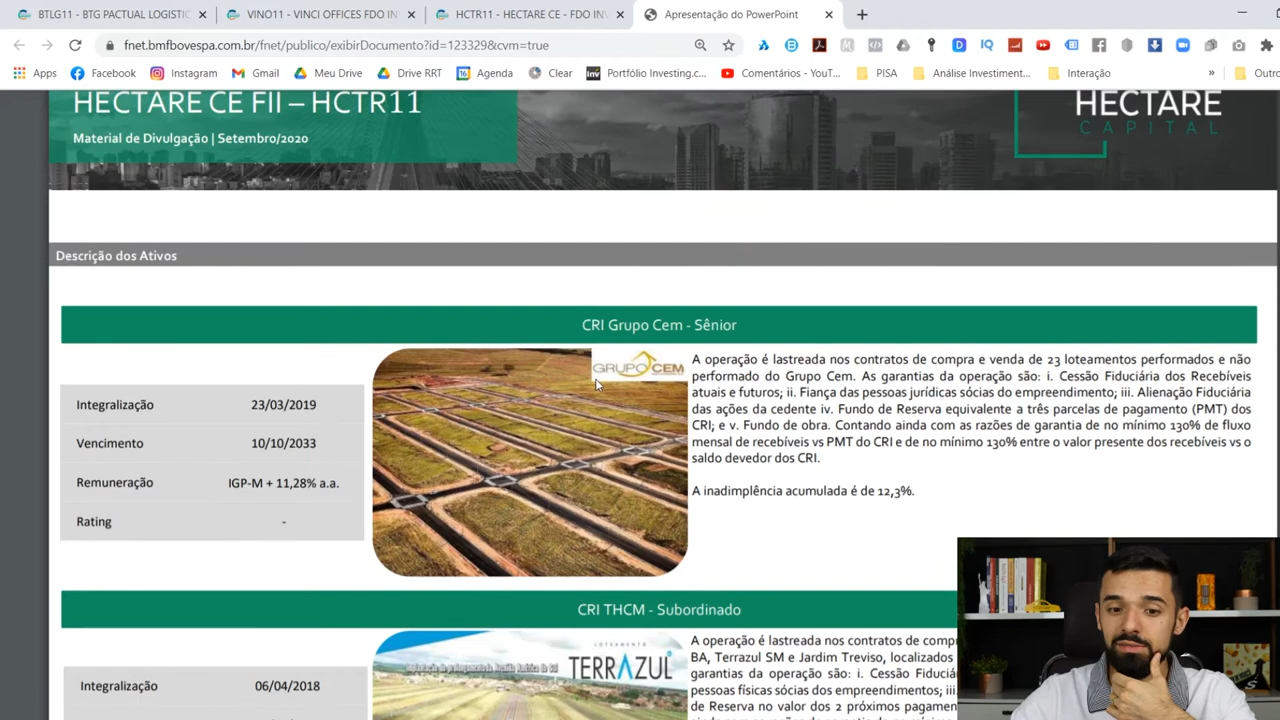 BTLG11 - BTG PACTUAL LOGISTIC
VINO11 - VINCI OFFICES FDO IN
HCTR11 - HECTARE CE - FDO INV
Apresentação do PowerPoint
fnet.bmfbovespa.com.br/fnet/publico/exibirDocumento?id=123329&cvm=true
Apps
Facebook
Instagram
Gmail
Meu Drive
Drive RRT
Agenda
Clear
Portfólio Investing.c...
Comentários - YouT...
PISA
Análise Investiment...
Interação
»
Outro
HECTARE CE FII – HCTR11
Material de Divulgação | Setembro/2020
HECTARE
CAPITAL
Descrição dos Ativos
CRI Grupo Cem - Sênior
Integralização 23/03/2019
Vencimento 10/10/2033
Remuneração IGP-M + 11,28% a.a.
Rating -
GRUPO CEM
A operação é lastreada nos contratos de compra e venda de 23 loteamentos performados e não
performado do Grupo Cem. As garantias da operação são: i. Cessão Fiduciária dos Recebíveis
atuais e futuros; ii. Fiança das pessoas jurídicas sócias do empreendimento; iii. Alienação Fiduciária
das ações da cedente iv. Fundo de Reserva equivalente a três parcelas de pagamento (PMT) dos
CRI; e v. Fundo de obra. Contando ainda com as razões de garantia de no mínimo 130% de fluxo
mensal de recebíveis vs PMT do CRI e de no mínimo 130% entre o valor presente dos recebíveis vs o
saldo devedor dos CRI.
A inadimplência acumulada é de 12,3%.
CRI THCM - Subordinado
Integralização 06/04/2018
LOTEAMENTO
TERRAZUL
A operação é lastreada nos contratos de comp
BA, Terrazul SM e Jardim Treviso, localizados
garantias da operação são: i. Cessão Fiduciá
pessoas físicas sócias dos empreendimentos; iii
de Reserva no valor dos 2 próximos pagamen